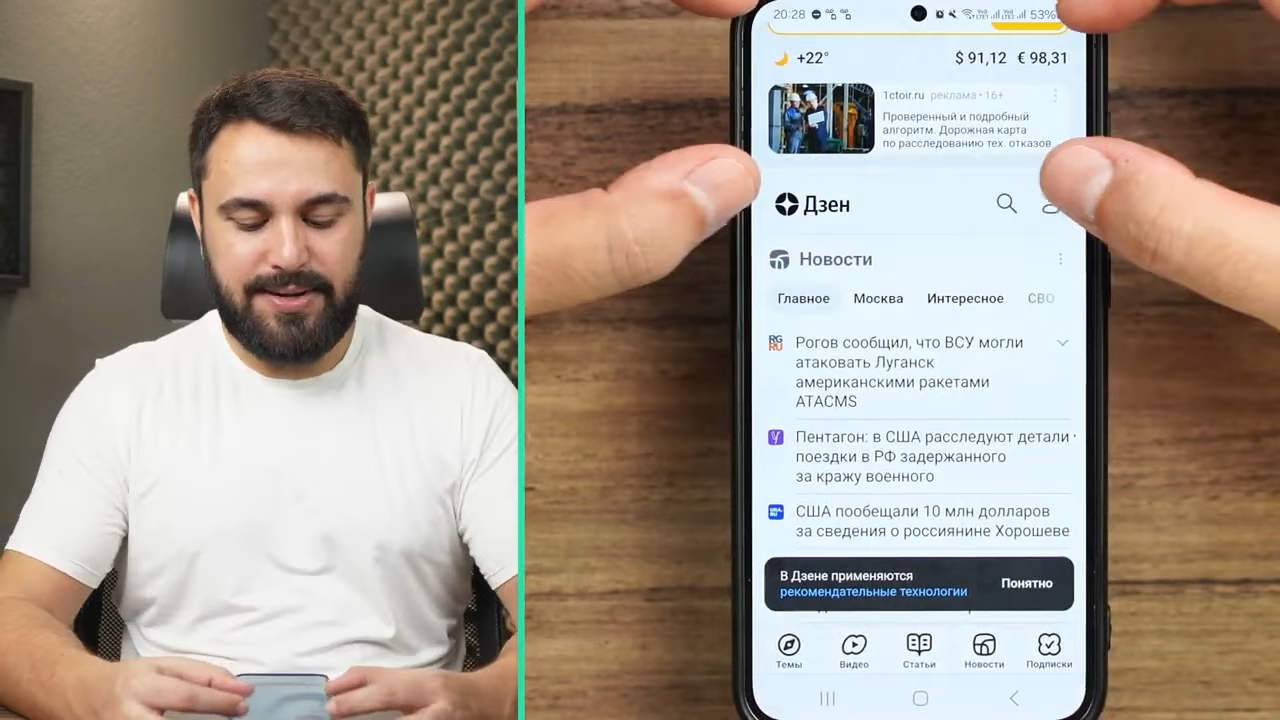 20:28
53%
+22°
$ 91,12 € 98,31
1ctoir.ru реклама • 16+
Проверенный и подробный
алгоритм. Дорожная карта
по расследованию тех. отказов
Дзен
Новости
Главное Москва Интересное СВО
RG
RU
Рогов сообщил, что ВСУ могли
атаковать Луганск
американскими ракетами
ATACMS
Пентагон: в США расследуют детали
поездки в РФ задержанного
за кражу военного
США пообещали 10 млн долларов
за сведения о россиянине Хорошеве
В Дзене применяются
рекомендательные технологии
Понятно
Темы Видео Статьи Новости Подписки